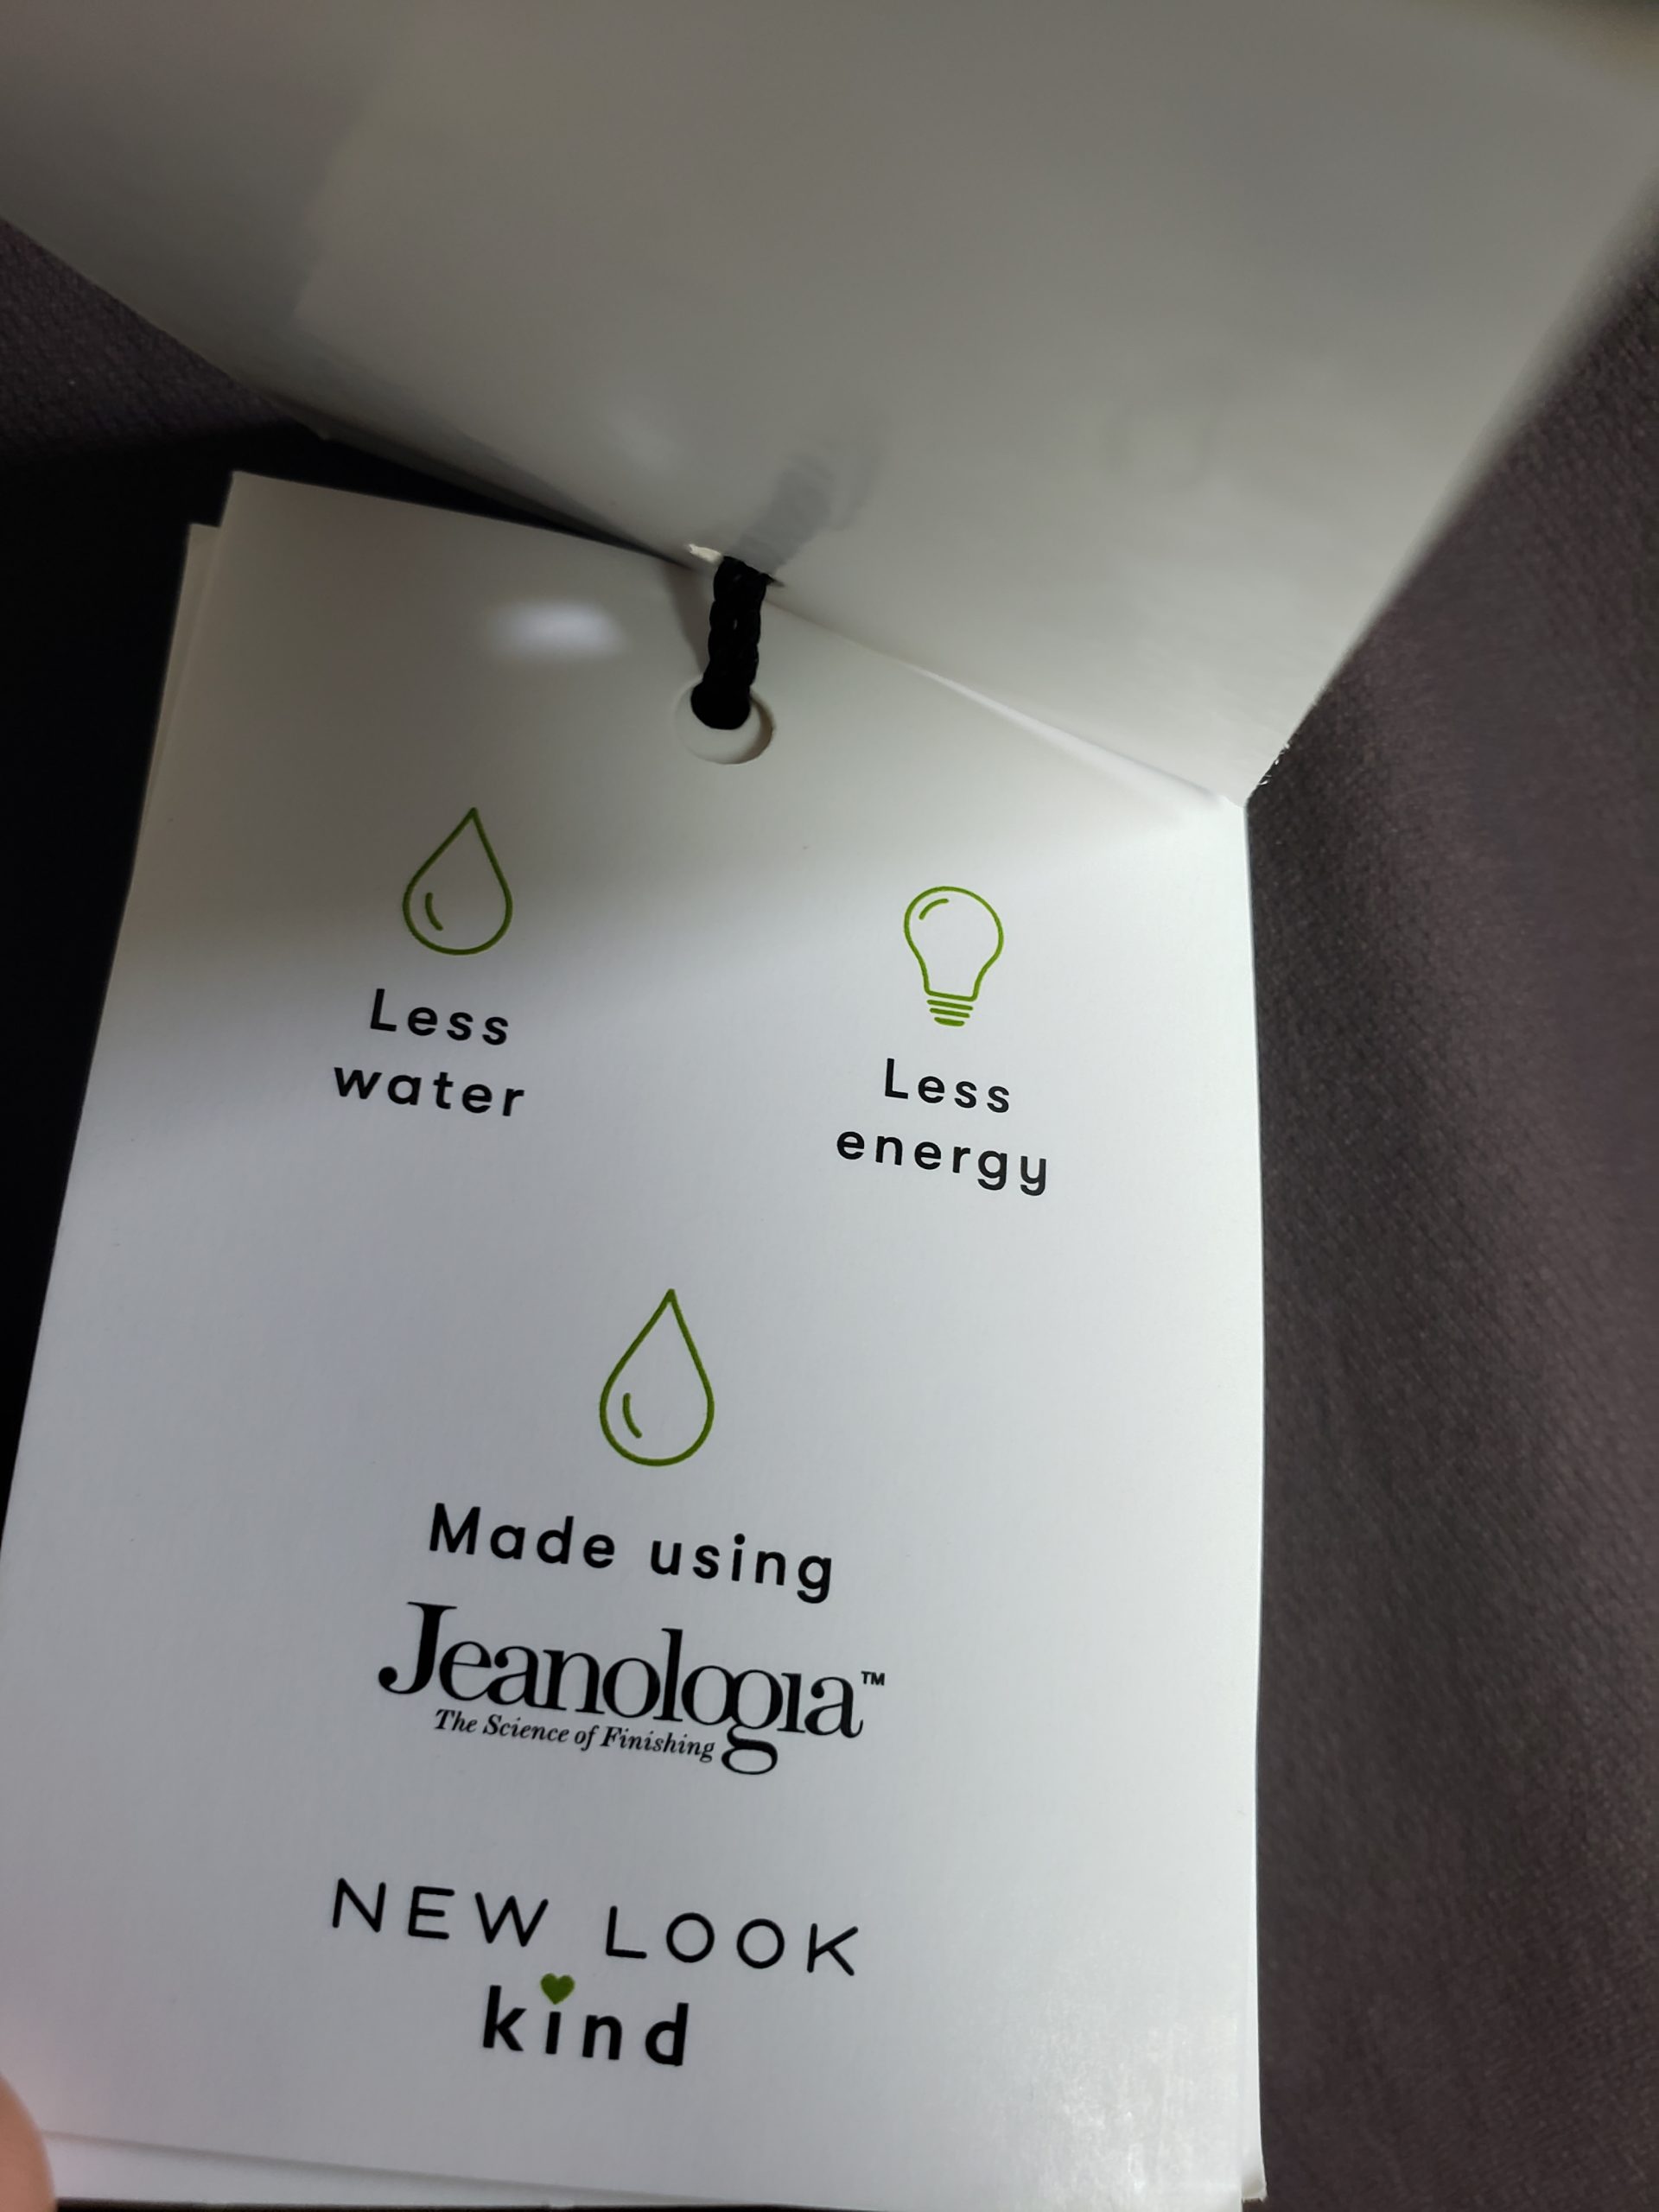 Less
water
Less
energy
Made using
Jeanologia™
The Science of Finishing
NEW LOOK
kind